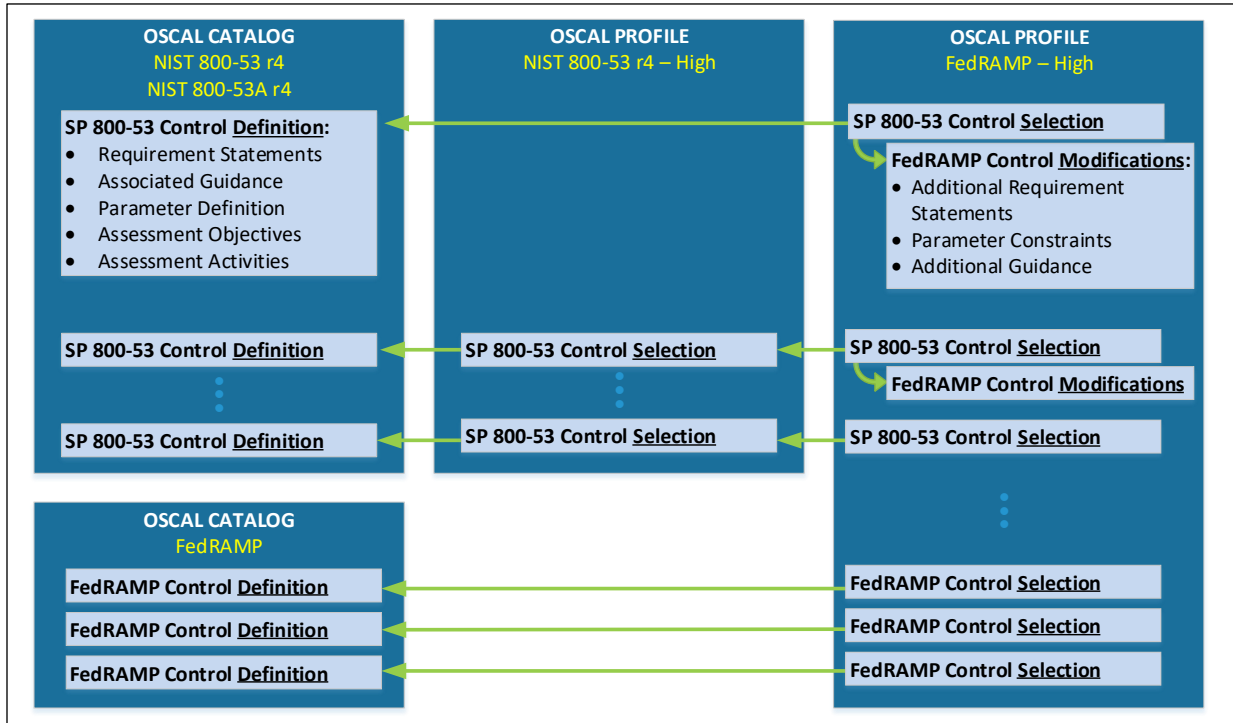 OSCAL CATALOG
NIST 800-53 r4
NIST 800-53A r4
SP 800-53 Control Definition:
• Requirement Statements
• Associated Guidance
• Parameter Definition
• Assessment Objectives
• Assessment Activities
SP 800-53 Control Definition
SP 800-53 Control Definition
OSCAL PROFILE
NIST 800-53 r4 – High
SP 800-53 Control Selection
SP 800-53 Control Selection
OSCAL PROFILE
FedRAMP – High
SP 800-53 Control Selection
FedRAMP Control Modifications:
• Additional Requirement
Statements
• Parameter Constraints
• Additional Guidance
SP 800-53 Control Selection
FedRAMP Control Modifications
SP 800-53 Control Selection
FedRAMP Control Selection
FedRAMP Control Selection
FedRAMP Control Selection
OSCAL CATALOG
FedRAMP
FedRAMP Control Definition
FedRAMP Control Definition
FedRAMP Control Definition